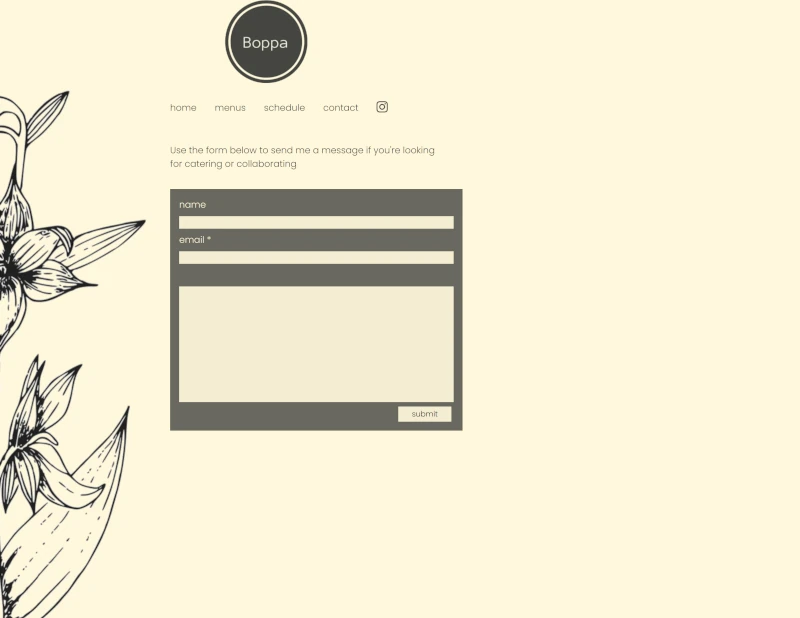 Boppa
home menus schedule contact
Use the form below to send me a message if you're looking
for catering or collaborating
name
email *
submit